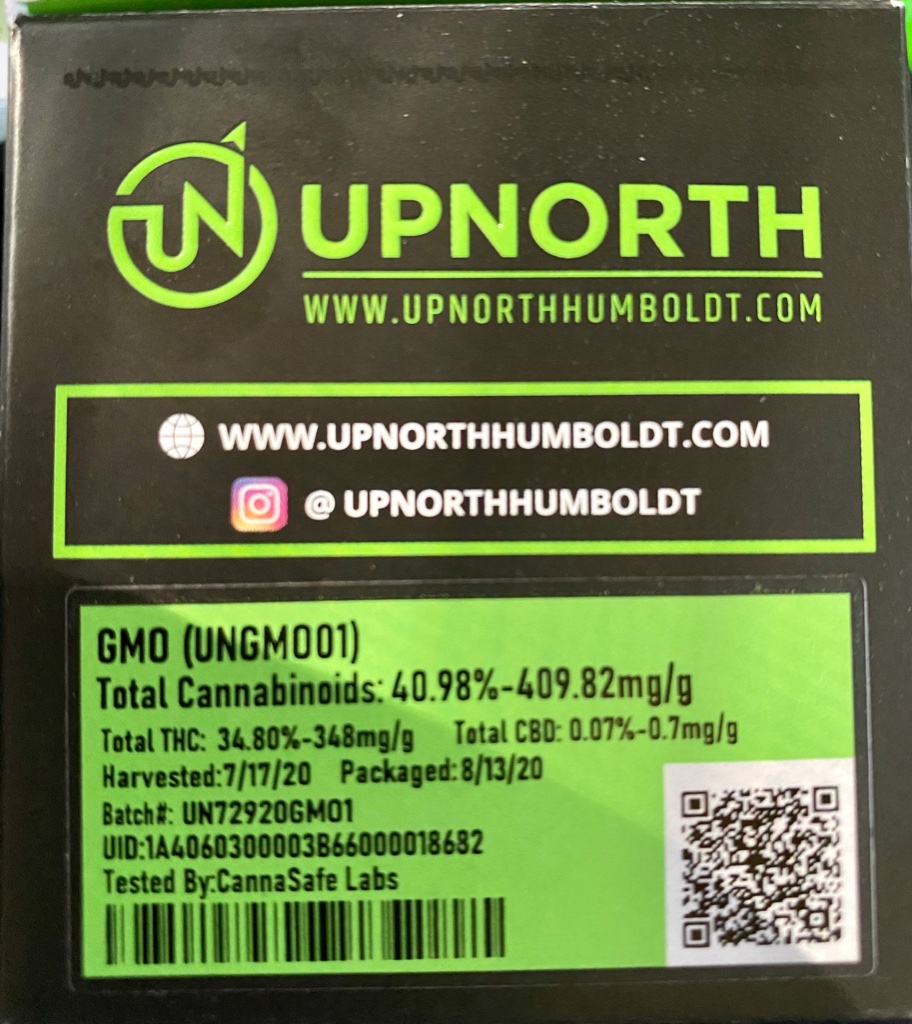 UN UPNORTH
WWW.UPNORTHHUMBOLDT.COM
WWW.UPNORTHHUMBOLDT.COM
@ UPNORTHHUMBOLDT
GMO (UNGMO01)
Total Cannabinoids: 40.98%-409.82mg/g
Total THC: 34.80%-348mg/g Total CBD: 0.07%-0.7mg/g
Harvested:7/17/20 Packaged:8/13/20
Batch#: UN72920GMO1
UID:1A4060300003B66000018682
Tested By:CannaSafe Labs